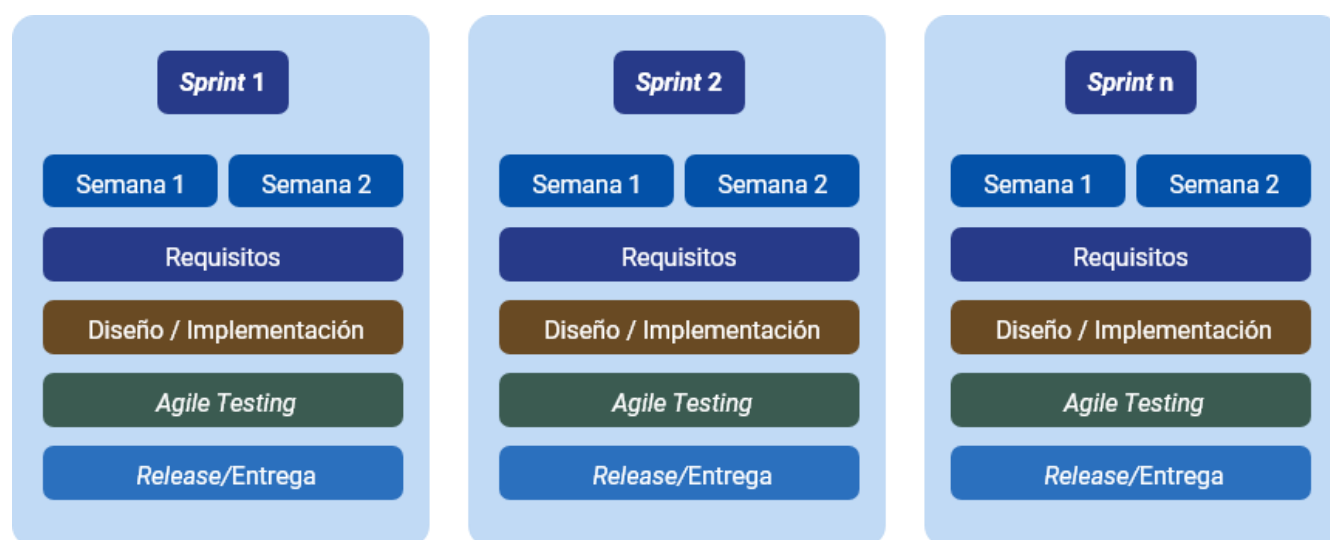 Sprint 1
Semana 1 Semana 2
Requisitos
Diseño / Implementación
Agile Testing
Release/Entrega
Sprint 2
Semana 1 Semana 2
Requisitos
Diseño / Implementación
Agile Testing
Release/Entrega
Sprint n
Semana 1 Semana 2
Requisitos
Diseño / Implementación
Agile Testing
Release/Entrega